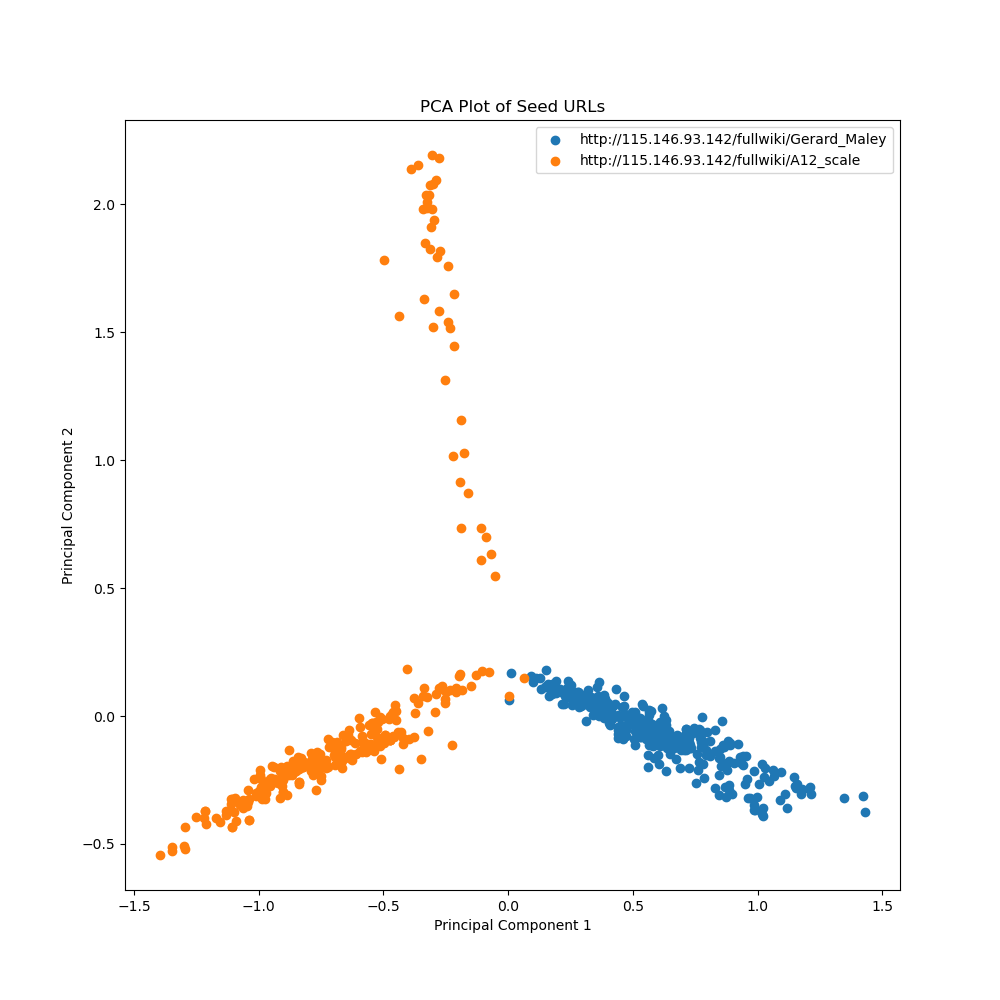 PCA Plot of Seed URLs
http://115.146.93.142/fullwiki/Gerard_Maley
http://115.146.93.142/fullwiki/A12_scale
2.0
1.5
1.0
0.5
0.0
−0.5
Principal Component 2
−1.5 −1.0 −0.5 0.0 0.5 1.0 1.5
Principal Component 1